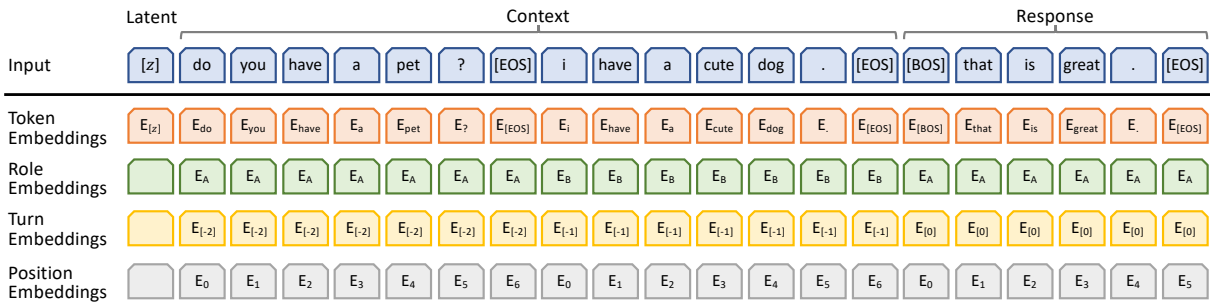 Latent Context Response
Input [z] do you have a pet ? [EOS] i have a cute dog . [EOS] [BOS] that is great . [EOS]
Token
Embeddings E[z] Edo Eyou Ehave Ea Epet E? E[EOS] Ei Ehave Ea Ecute Edog E. E[EOS] E[BOS] Ethat Eis Egreat E. E[EOS]
Role
Embeddings EA EA EA EA EA EA EA EB EB EB EB EB EB EB EA EA EA EA EA EA
Turn
Embeddings E[-2] E[-2] E[-2] E[-2] E[-2] E[-2] E[-2] E[-1] E[-1] E[-1] E[-1] E[-1] E[-1] E[-1] E[0] E[0] E[0] E[0] E[0] E[0]
Position
Embeddings E0 E1 E2 E3 E4 E5 E6 E0 E1 E2 E3 E4 E5 E6 E0 E1 E2 E3 E4 E5